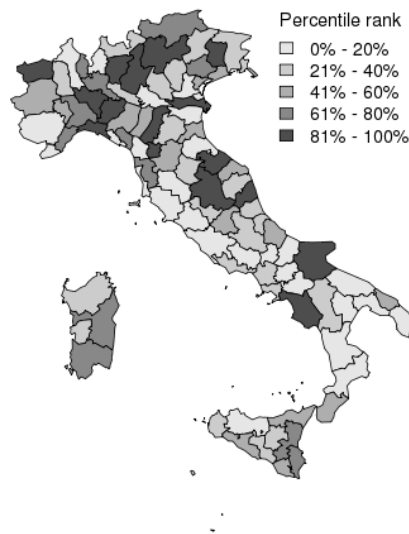 Percentile rank
0% - 20%
21% - 40%
41% - 60%
61% - 80%
81% - 100%